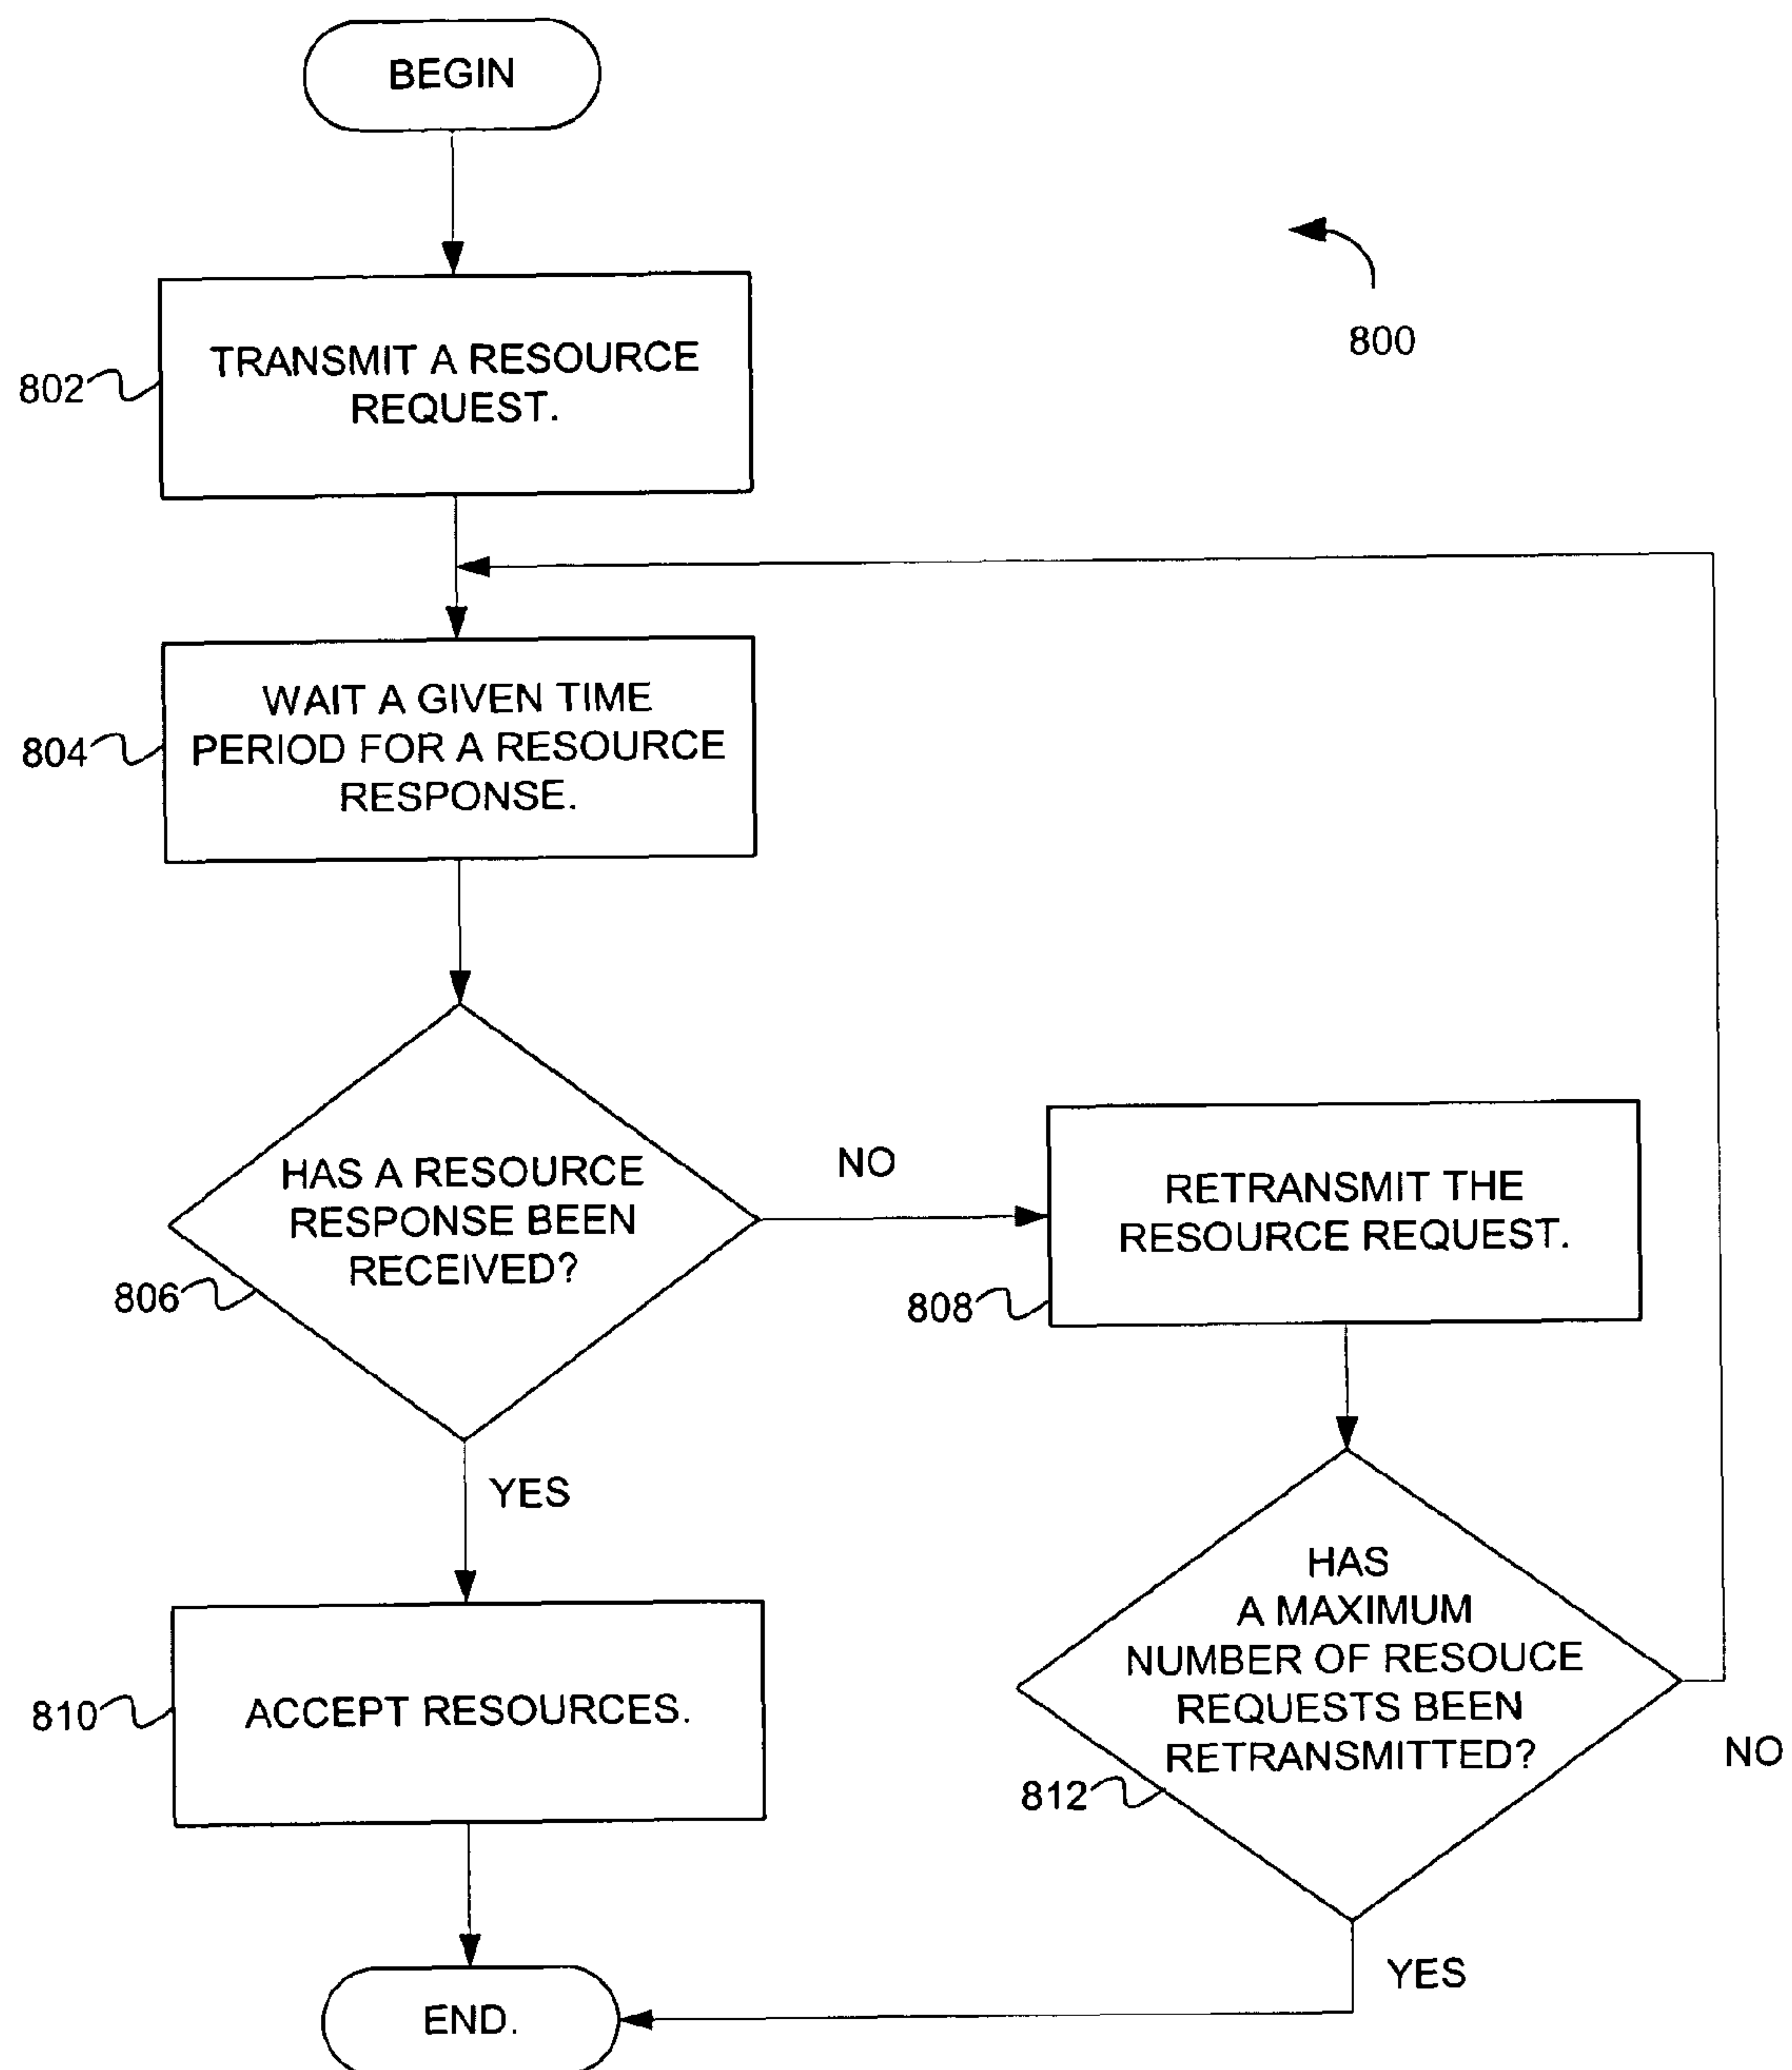 BEGIN
800
802
TRANSMIT A RESOURCE
REQUEST.
804
WAIT A GIVEN TIME
PERIOD FOR A RESOURCE
RESPONSE.
806
HAS A RESOURCE
RESPONSE BEEN
RECEIVED?
NO
808
RETRANSMIT THE
RESOURCE REQUEST.
YES
810
ACCEPT RESOURCES.
812
HAS
A MAXIMUM
NUMBER OF RESOUCE
REQUESTS BEEN
RETRANSMITTED?
NO
YES
END.